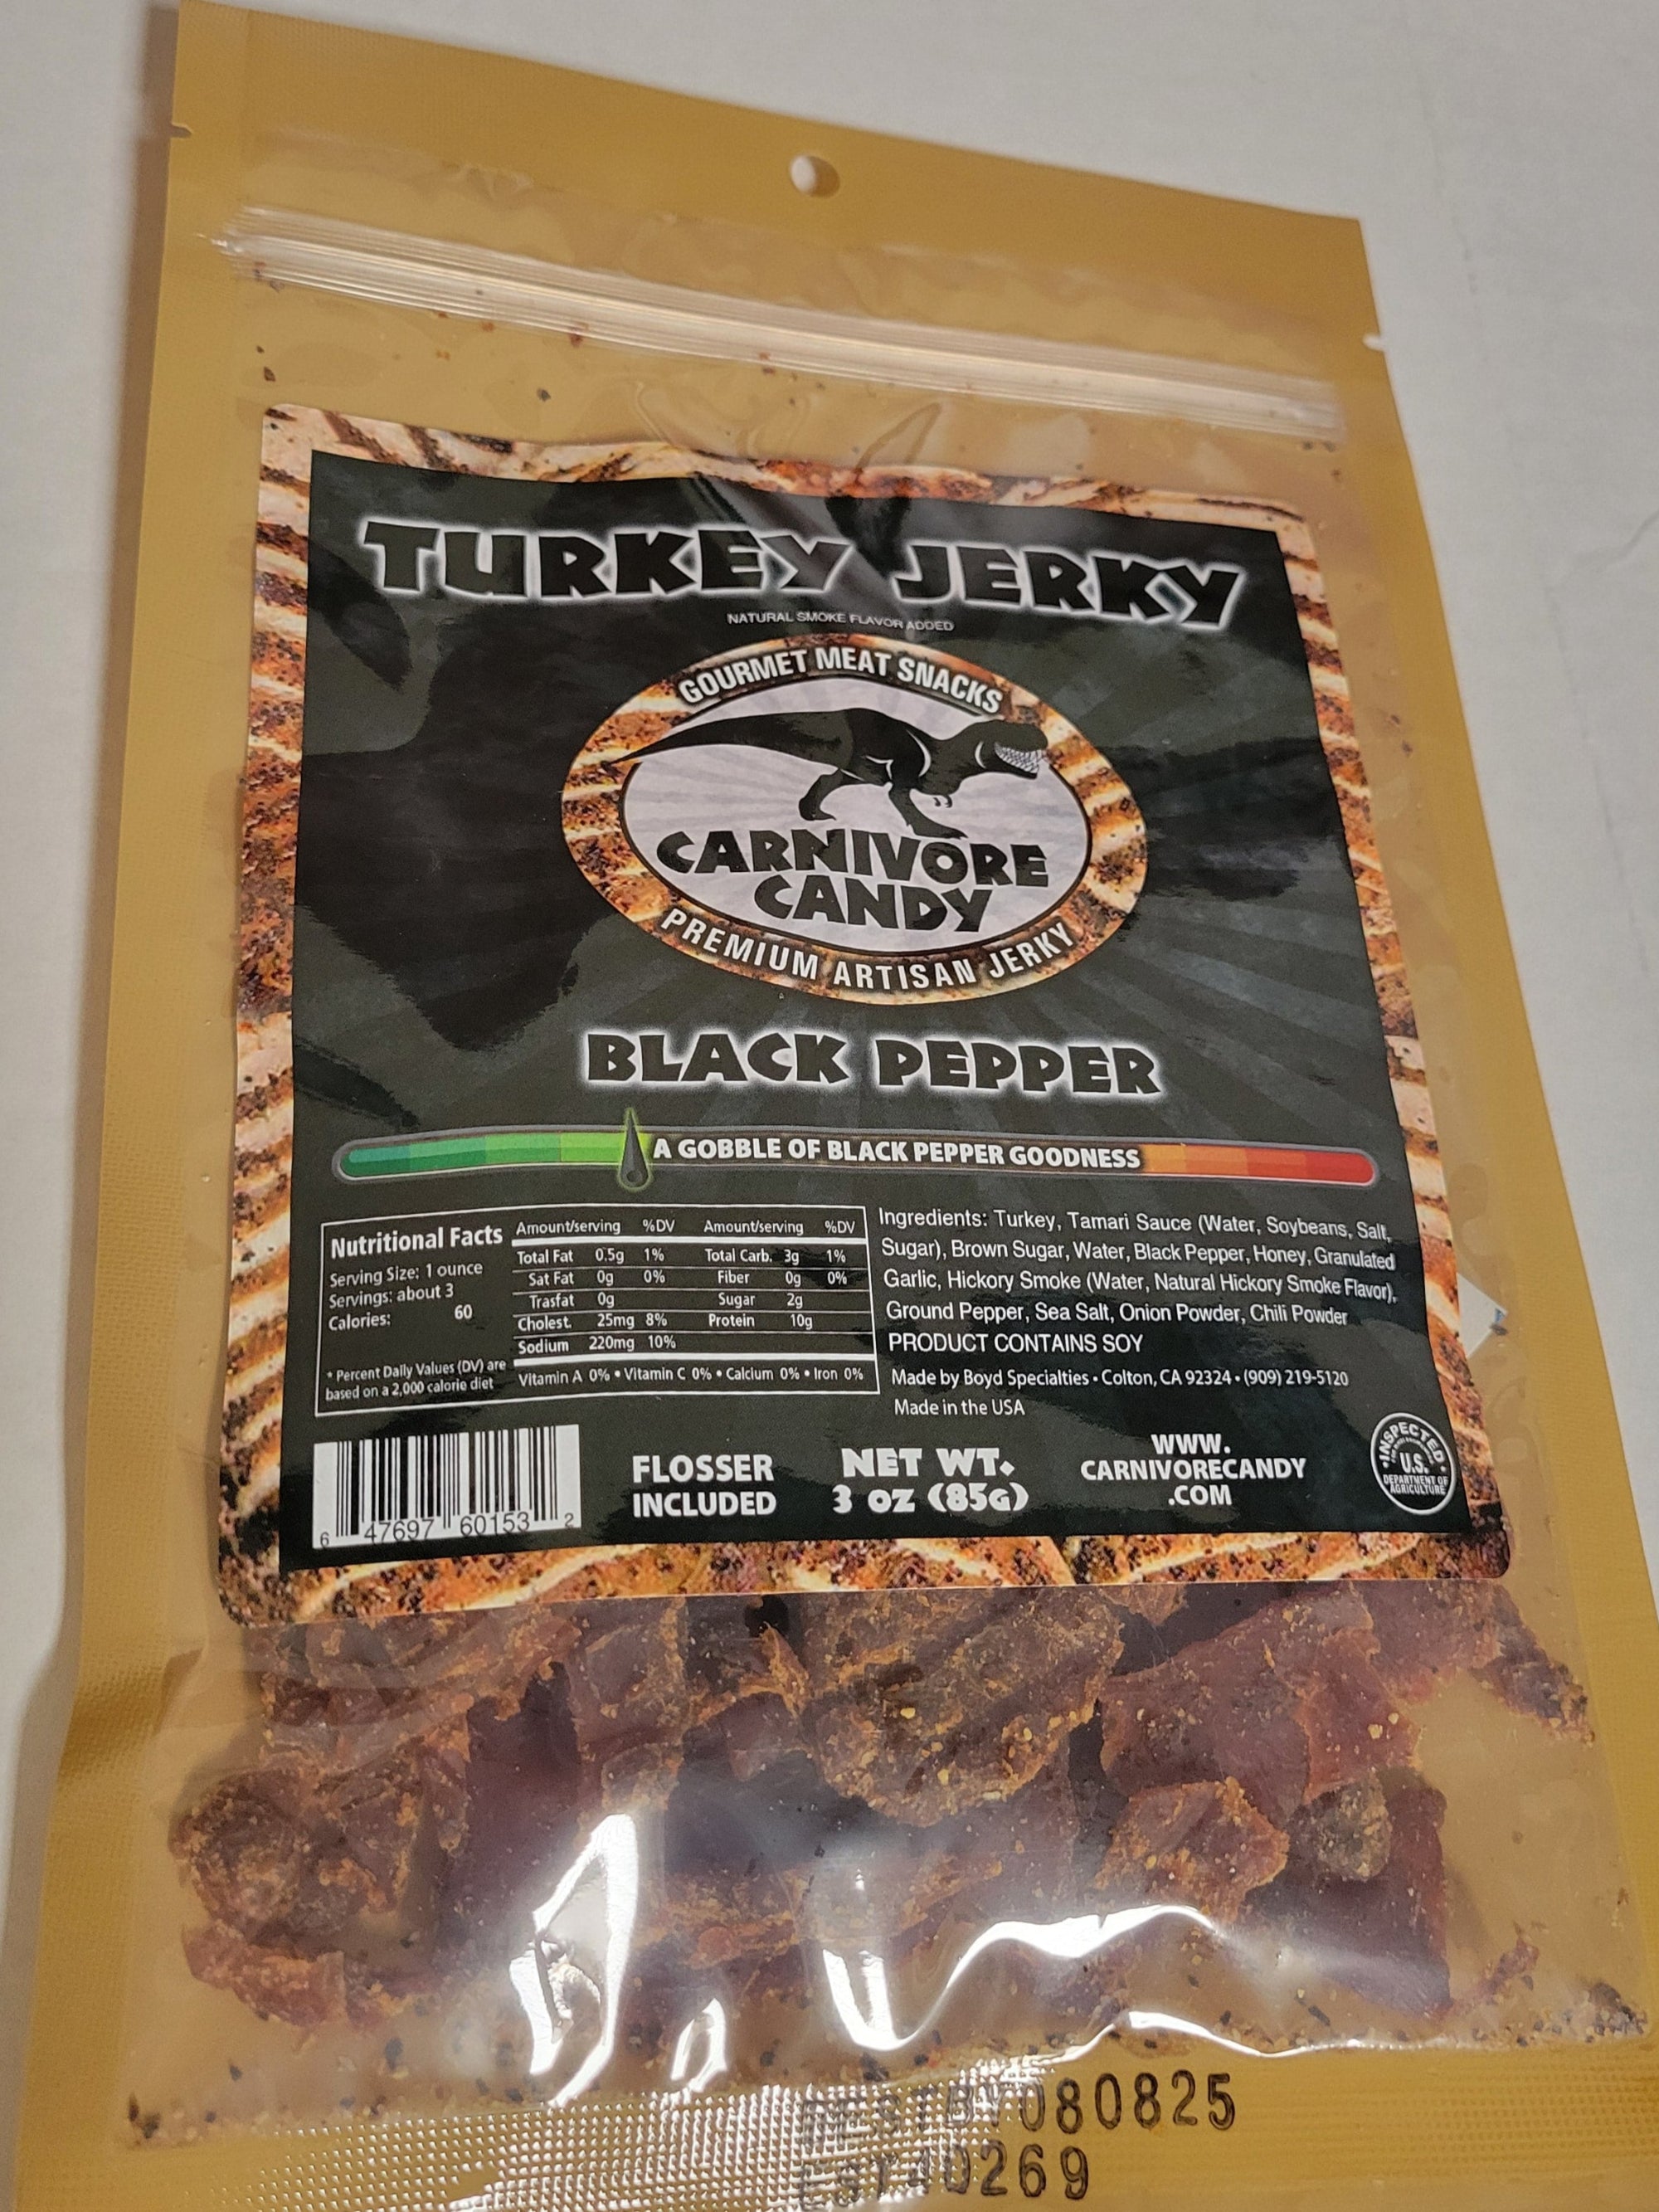 TURKEY JERKY
NATURAL SMOKE FLAVOR ADDED
GOURMET MEAT SNACKS
CARNIVORE
CANDY
PREMIUM ARTISAN JERKY
BLACK PEPPER
A GOBBLE OF BLACK PEPPER GOODNESS
Nutritional Facts
Serving Size: 1 ounce
Servings: about 3
Calories: 60
* Percent Daily Values (DV) are
based on a 2,000 calorie diet
Amount/serving %DV Amount/serving %DV
Total Fat 0.5g 1% Total Carb. 3g 1%
Sat Fat 0g 0% Fiber 0g 0%
Trasfat 0g Sugar 2g
Cholest. 25mg 8% Protein 10g
Sodium 220mg 10%
Vitamin A 0% • Vitamin C 0% • Calcium 0% • Iron 0%
Ingredients: Turkey, Tamari Sauce (Water, Soybeans, Salt,
Sugar), Brown Sugar, Water, Black Pepper, Honey, Granulated
Garlic, Hickory Smoke (Water, Natural Hickory Smoke Flavor),
Ground Pepper, Sea Salt, Onion Powder, Chili Powder
PRODUCT CONTAINS SOY
Made by Boyd Specialties • Colton, CA 92324 • (909) 219-5120
Made in the USA
6 47697 60153 2
FLOSSER
INCLUDED
NET WT.
3 OZ (85G)
WWW.
CARNIVORECANDY
.COM
INSPECTED
U.S.
DEPARTMENT OF
AGRICULTURE
BESTBY080825
EST40269